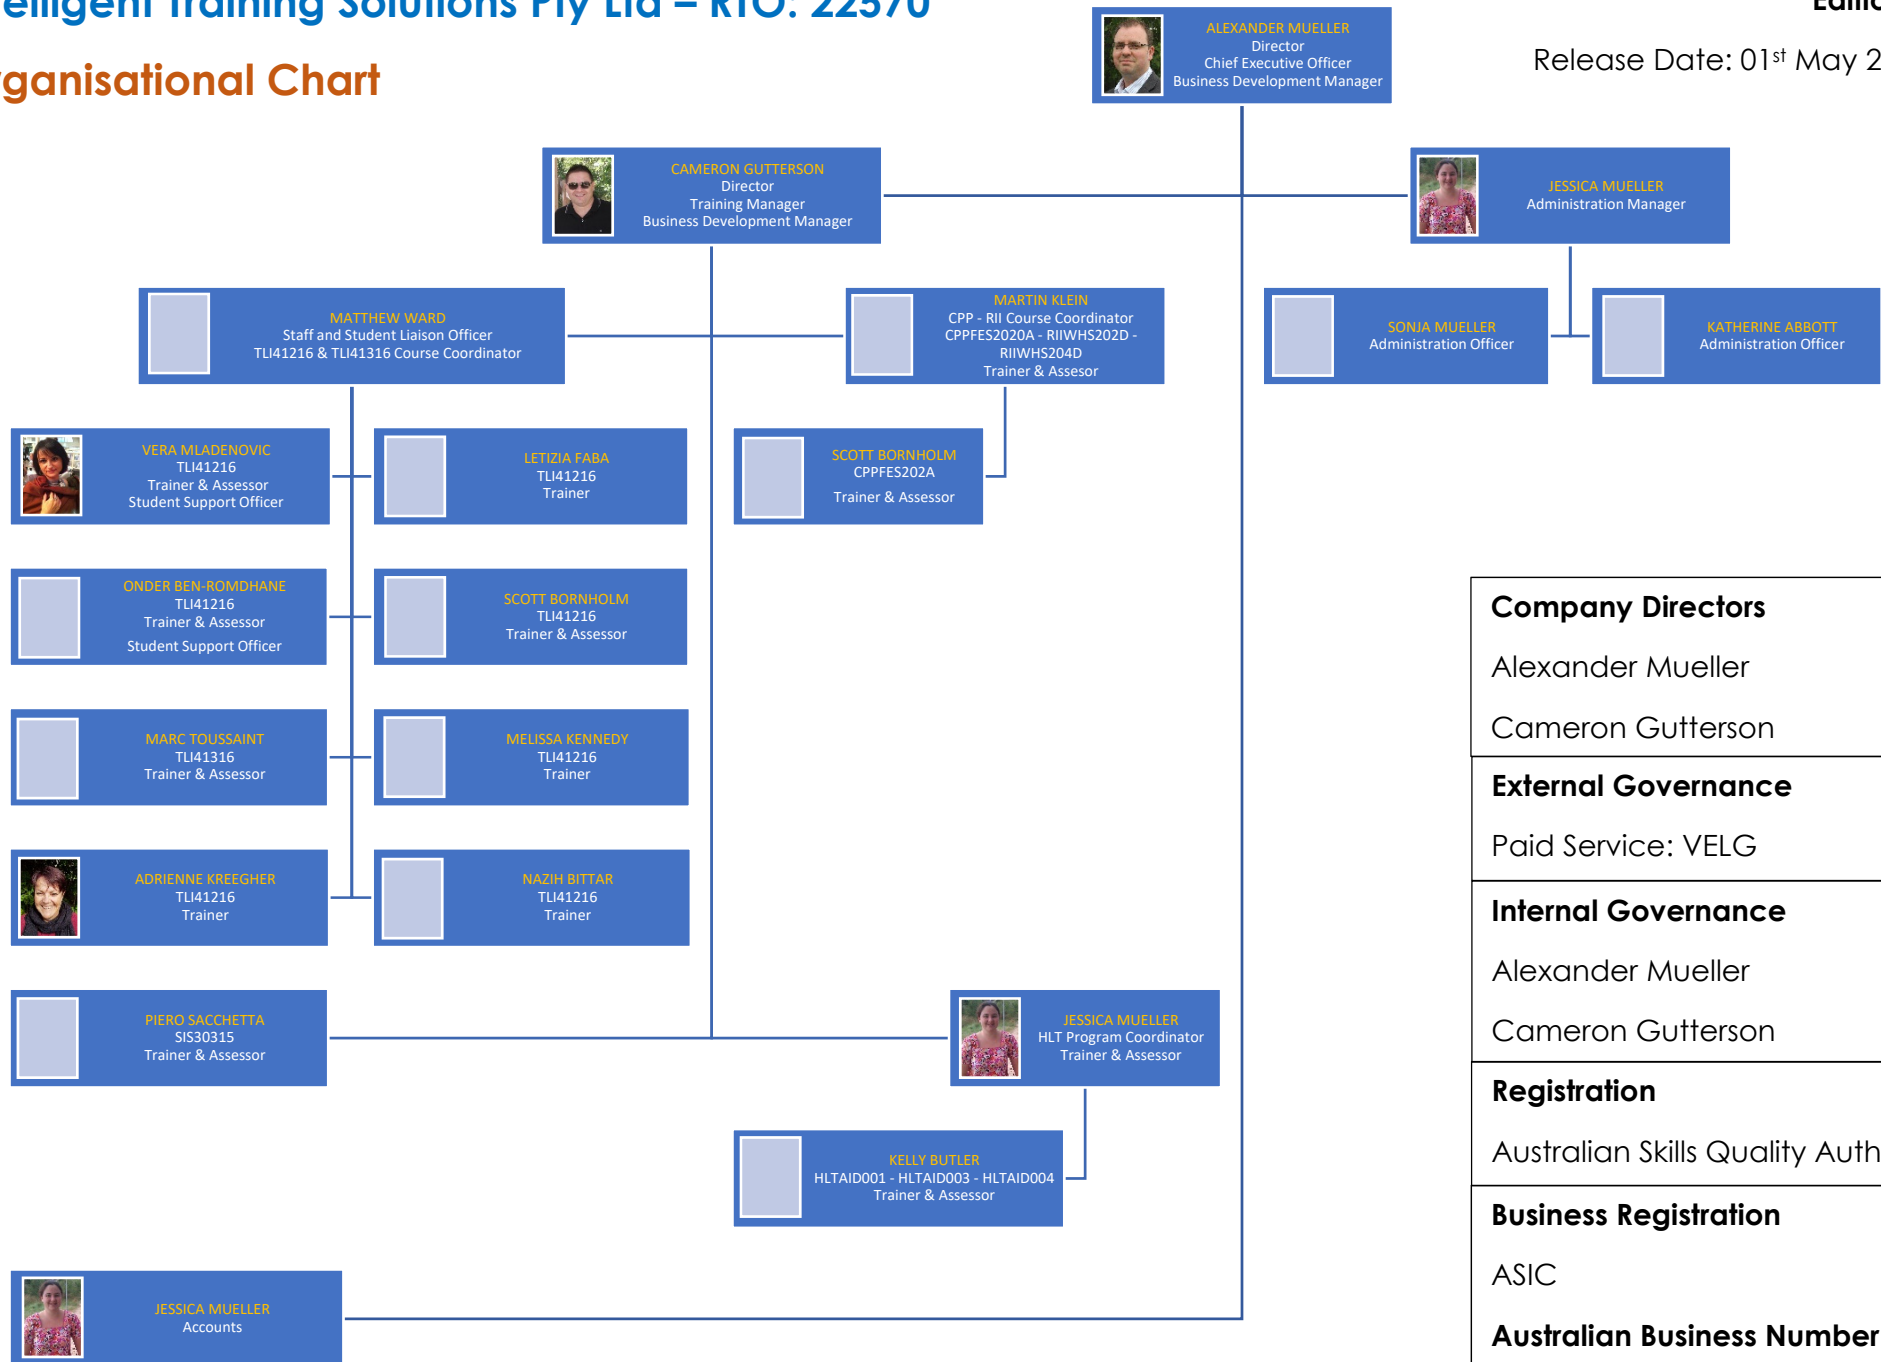 elligent Training Solutions Pty Ltd – RTO: 22570
Editio
Release Date: 01st May 2
rganisational Chart
ALEXANDER MUELLER
Director
Chief Executive Officer
Business Development Manager
CAMERON GUTTERSON
Director
Training Manager
Business Development Manager
JESSICA MUELLER
Administration Manager
MATTHEW WARD
Staff and Student Liaison Officer
TLI41216 & TLI41316 Course Coordinator
MARTIN KLEIN
CPP - RII Course Coordinator
CPPFES2020A - RIIWHS202D -
RIIWHS204D
Trainer & Assesor
SONJA MUELLER
Administration Officer
KATHERINE ABBOTT
Administration Officer
VERA MLADENOVIC
TLI41216
Trainer & Assessor
Student Support Officer
LETIZIA FABA
TLI41216
Trainer
SCOTT BORNHOLM
CPPFES202A
Trainer & Assessor
ONDER BEN-ROMDHANE
TLI41216
Trainer & Assessor
Student Support Officer
SCOTT BORNHOLM
TLI41216
Trainer & Assessor
MARC TOUSSAINT
TLI41316
Trainer & Assessor
MELISSA KENNEDY
TLI41216
Trainer
ADRIENNE KREEGHER
TLI41216
Trainer
NAZIH BITTAR
TLI41216
Trainer
PIERO SACCHETTA
SIS30315
Trainer & Assessor
JESSICA MUELLER
HLT Program Coordinator
Trainer & Assessor
KELLY BUTLER
HLTAID001 - HLTAID003 - HLTAID004
Trainer & Assessor
JESSICA MUELLER
Accounts
Company Directors
Alexander Mueller
Cameron Gutterson
External Governance
Paid Service: VELG
Internal Governance
Alexander Mueller
Cameron Gutterson
Registration
Australian Skills Quality Auth
Business Registration
ASIC
Australian Business Number